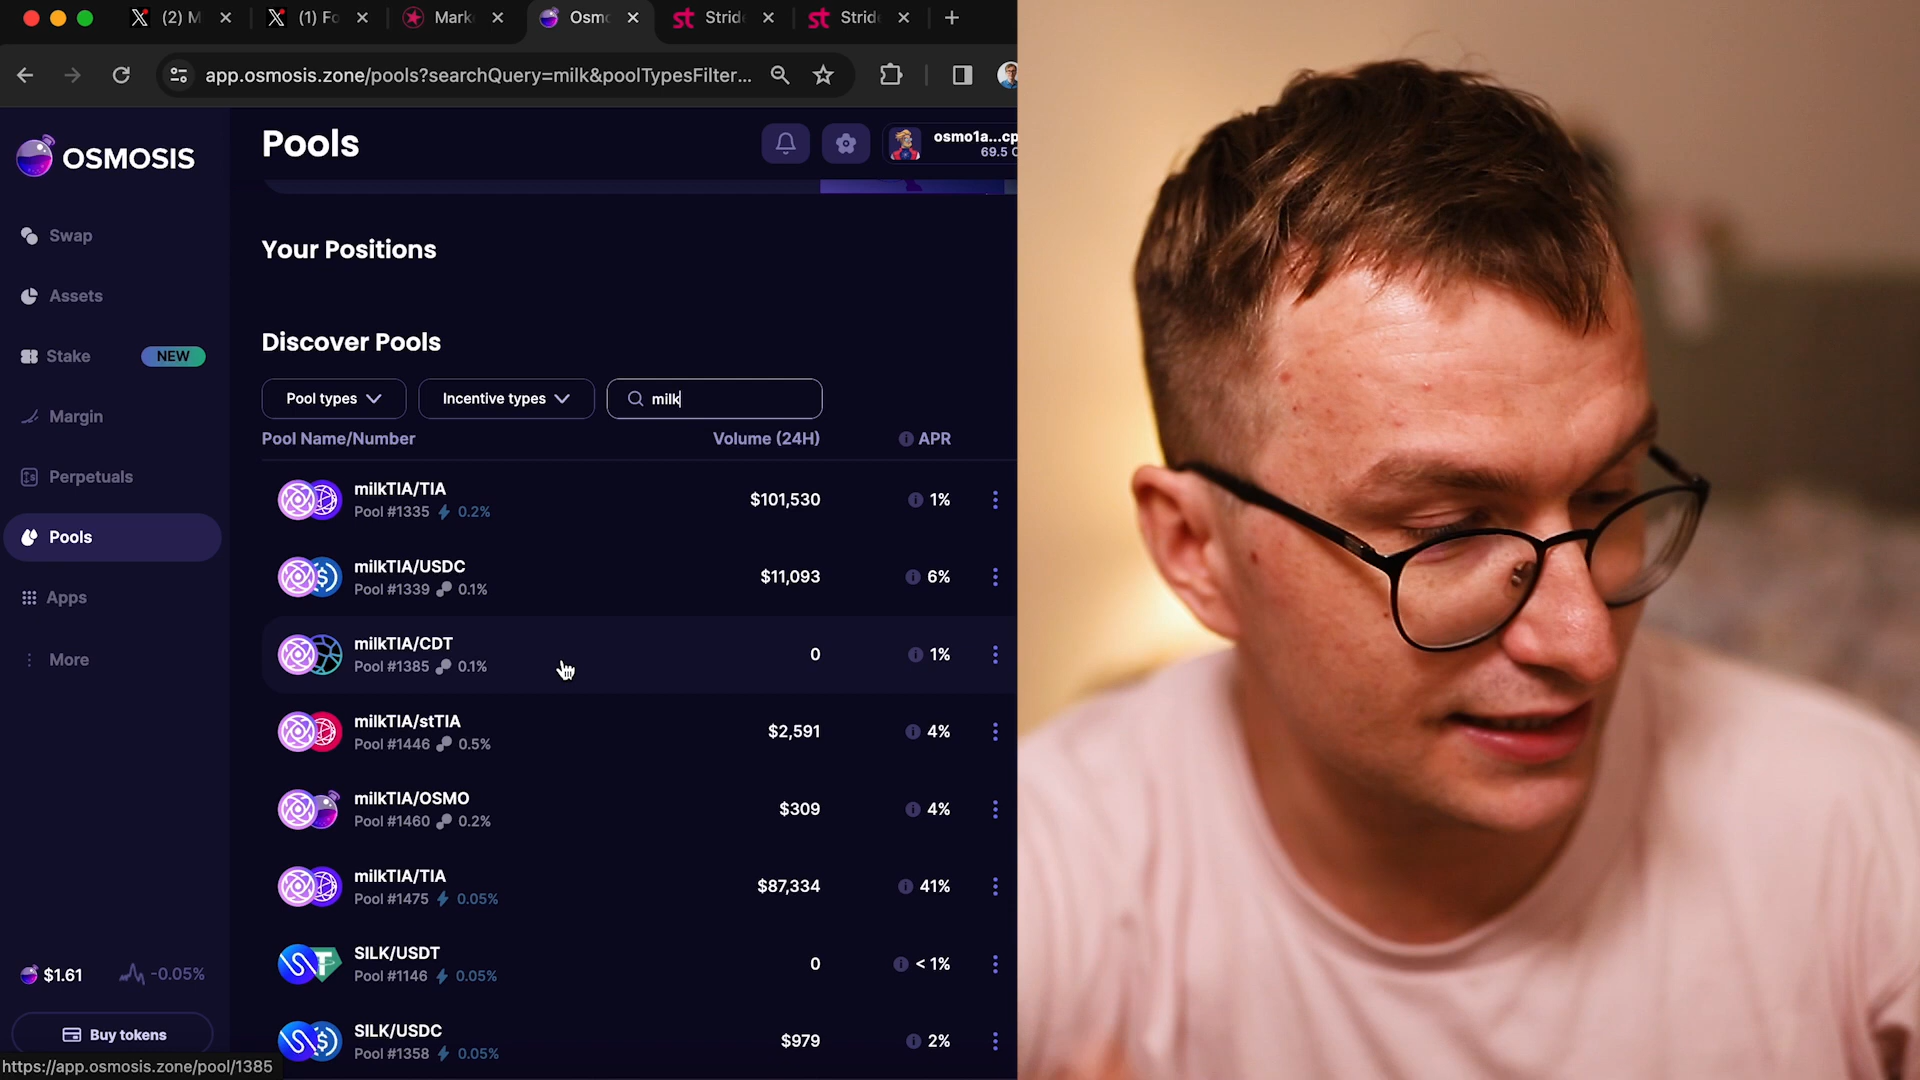 (2) M
(1) Fo
Mark
Osmo
Stride
Stride
app.osmosis.zone/pools?searchQuery=milk&poolTypesFilter...
OSMOSIS
Pools
osmo1a...cp
69.5
Swap
Assets
Stake
NEW
Margin
Perpetuals
Pools
Apps
More
$1.61
-0.05%
Buy tokens
https://app.osmosis.zone/pool/1385
Your Positions
Discover Pools
Pool types
Incentive types
milk
Pool Name/Number Volume (24H) APR
milkTIA/TIA
Pool #1335 0.2%
$101,530 1%
milkTIA/USDC
Pool #1339 0.1%
$11,093 6%
milkTIA/CDT
Pool #1385 0.1%
0 1%
milkTIA/stTIA
Pool #1446 0.5%
$2,591 4%
milkTIA/OSMO
Pool #1460 0.2%
$309 4%
milkTIA/TIA
Pool #1475 0.05%
$87,334 41%
SILK/USDT
Pool #1146 0.05%
0 < 1%
SILK/USDC
Pool #1358 0.05%
$979 2%